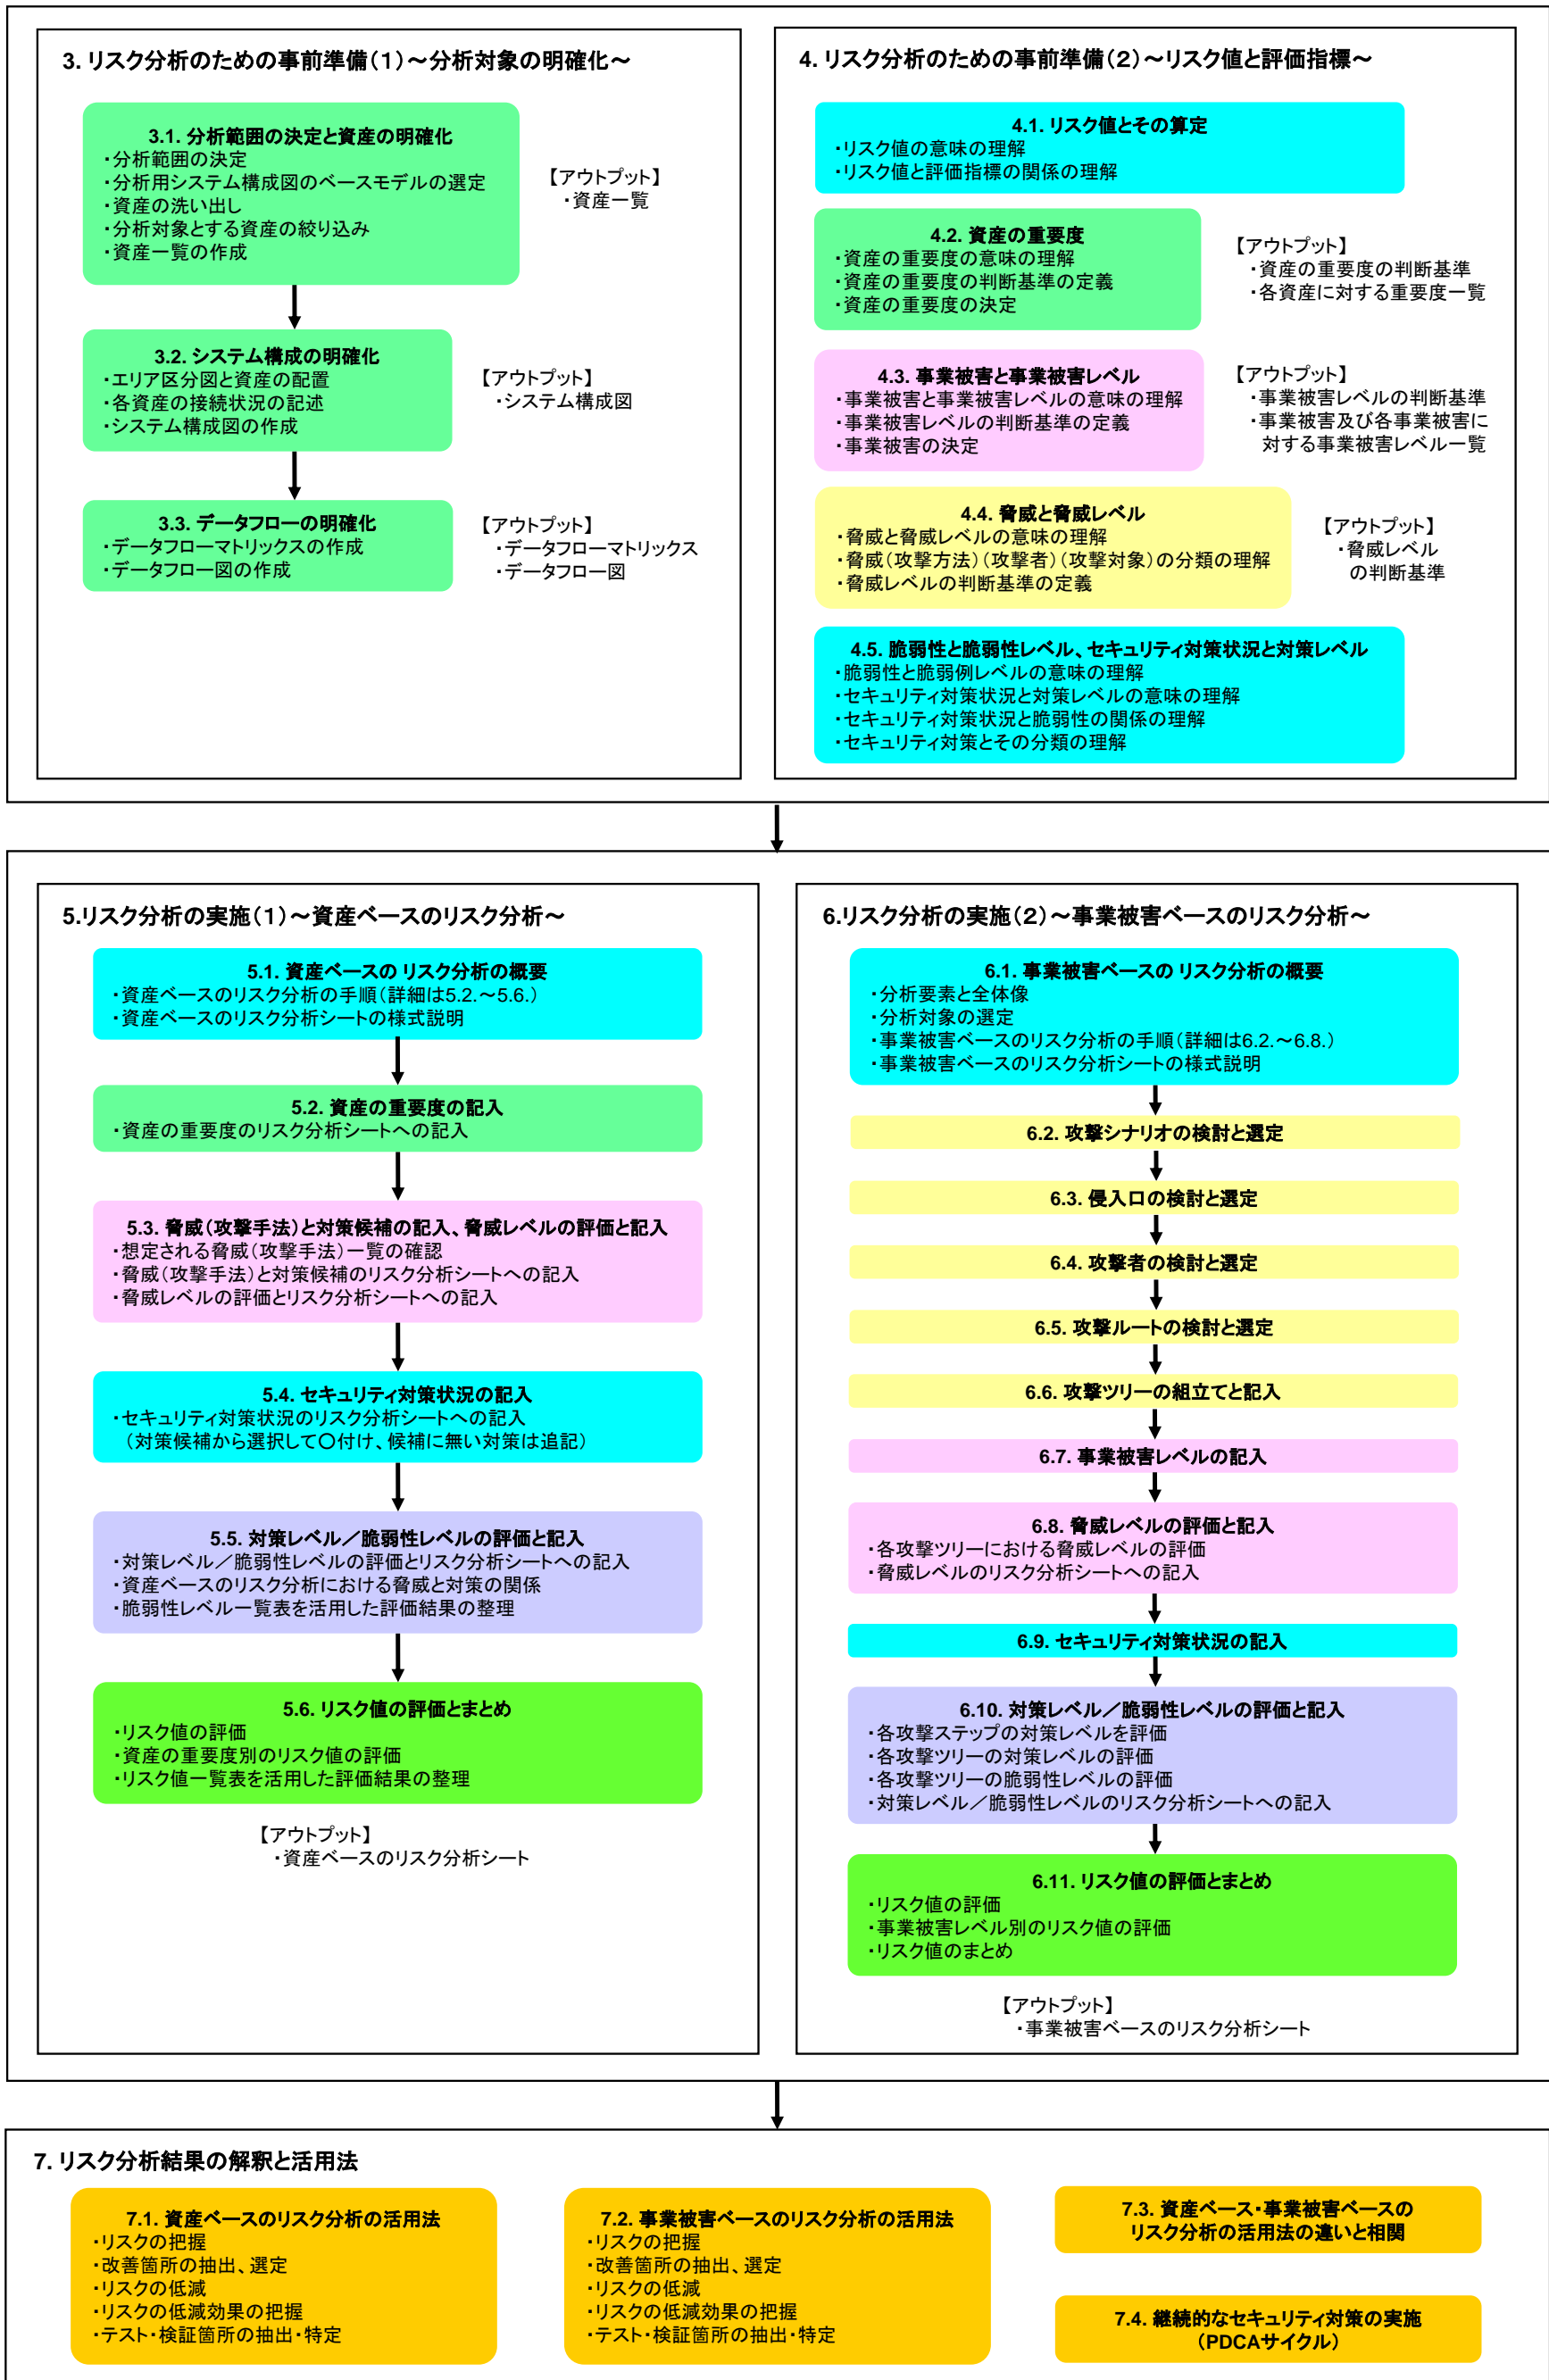 3. リスク分析のための事前準備(1)～分析対象の明確化～
3.1. 分析範囲の決定と資産の明確化
・分析範囲の決定
・分析用システム構成図のベースモデルの選定
・資産の洗い出し
・分析対象とする資産の絞り込み
・資産一覧の作成
【アウトプット】
・資産一覧
3.2. システム構成の明確化
・エリア区分図と資産の配置
・各資産の接続状況の記述
・システム構成図の作成
【アウトプット】
・システム構成図
3.3. データフローの明確化
・データフローマトリックスの作成
・データフロー図の作成
【アウトプット】
・データフローマトリックス
・データフロー図
4. リスク分析のための事前準備(2)～リスク値と評価指標～
4.1. リスク値とその算定
・リスク値の意味の理解
・リスク値と評価指標の関係の理解
4.2. 資産の重要度
・資産の重要度の意味の理解
・資産の重要度の判断基準の定義
・資産の重要度の決定
【アウトプット】
・資産の重要度の判断基準
・各資産に対する重要度一覧
4.3. 事業被害と事業被害レベル
・事業被害と事業被害レベルの意味の理解
・事業被害レベルの判断基準の定義
・事業被害の決定
【アウトプット】
・事業被害レベルの判断基準
・事業被害及び各事業被害に
対する事業被害レベル一覧
4.4. 脅威と脅威レベル
・脅威と脅威レベルの意味の理解
・脅威(攻撃方法)(攻撃者)(攻撃対象)の分類の理解
・脅威レベルの判断基準の定義
【アウトプット】
・脅威レベル
の判断基準
4.5. 脆弱性と脆弱性レベル、セキュリティ対策状況と対策レベル
・脆弱性と脆弱例レベルの意味の理解
・セキュリティ対策状況と対策レベルの意味の理解
・セキュリティ対策状況と脆弱性の関係の理解
・セキュリティ対策とその分類の理解
5.リスク分析の実施(1)～資産ベースのリスク分析～
5.1. 資産ベースの リスク分析の概要
・資産ベースのリスク分析の手順(詳細は5.2.～5.6.)
・資産ベースのリスク分析シートの様式説明
5.2. 資産の重要度の記入
・資産の重要度のリスク分析シートへの記入
5.3. 脅威(攻撃手法)と対策候補の記入、脅威レベルの評価と記入
・想定される脅威(攻撃手法)一覧の確認
・脅威(攻撃手法)と対策候補のリスク分析シートへの記入
・脅威レベルの評価とリスク分析シートへの記入
5.4. セキュリティ対策状況の記入
・セキュリティ対策状況のリスク分析シートへの記入
(対策候補から選択して〇付け、候補に無い対策は追記)
5.5. 対策レベル/脆弱性レベルの評価と記入
・対策レベル/脆弱性レベルの評価とリスク分析シートへの記入
・資産ベースのリスク分析における脅威と対策の関係
・脆弱性レベル一覧表を活用した評価結果の整理
5.6. リスク値の評価とまとめ
・リスク値の評価
・資産の重要度別のリスク値の評価
・リスク値一覧表を活用した評価結果の整理
【アウトプット】
・資産ベースのリスク分析シート
6.リスク分析の実施(2)～事業被害ベースのリスク分析～
6.1. 事業被害ベースの リスク分析の概要
・分析要素と全体像
・分析対象の選定
・事業被害ベースのリスク分析の手順(詳細は6.2.～6.8.)
・事業被害ベースのリスク分析シートの様式説明
6.2. 攻撃シナリオの検討と選定
6.3. 侵入口の検討と選定
6.4. 攻撃者の検討と選定
6.5. 攻撃ルートの検討と選定
6.6. 攻撃ツリーの組立てと記入
6.7. 事業被害レベルの記入
6.8. 脅威レベルの評価と記入
・各攻撃ツリーにおける脅威レベルの評価
・脅威レベルのリスク分析シートへの記入
6.9. セキュリティ対策状況の記入
6.10. 対策レベル/脆弱性レベルの評価と記入
・各攻撃ステップの対策レベルを評価
・各攻撃ツリーの対策レベルの評価
・各攻撃ツリーの脆弱性レベルの評価
・対策レベル/脆弱性レベルのリスク分析シートへの記入
6.11. リスク値の評価とまとめ
・リスク値の評価
・事業被害レベル別のリスク値の評価
・リスク値のまとめ
【アウトプット】
・事業被害ベースのリスク分析シート
7. リスク分析結果の解釈と活用法
7.1. 資産ベースのリスク分析の活用法
・リスクの把握
・改善箇所の抽出、選定
・リスクの低減
・リスクの低減効果の把握
・テスト・検証箇所の抽出・特定
7.2. 事業被害ベースのリスク分析の活用法
・リスクの把握
・改善箇所の抽出、選定
・リスクの低減
・リスクの低減効果の把握
・テスト・検証箇所の抽出・特定
7.3. 資産ベース・事業被害ベースの
リスク分析の活用法の違いと相関
7.4. 継続的なセキュリティ対策の実施
(PDCAサイクル)